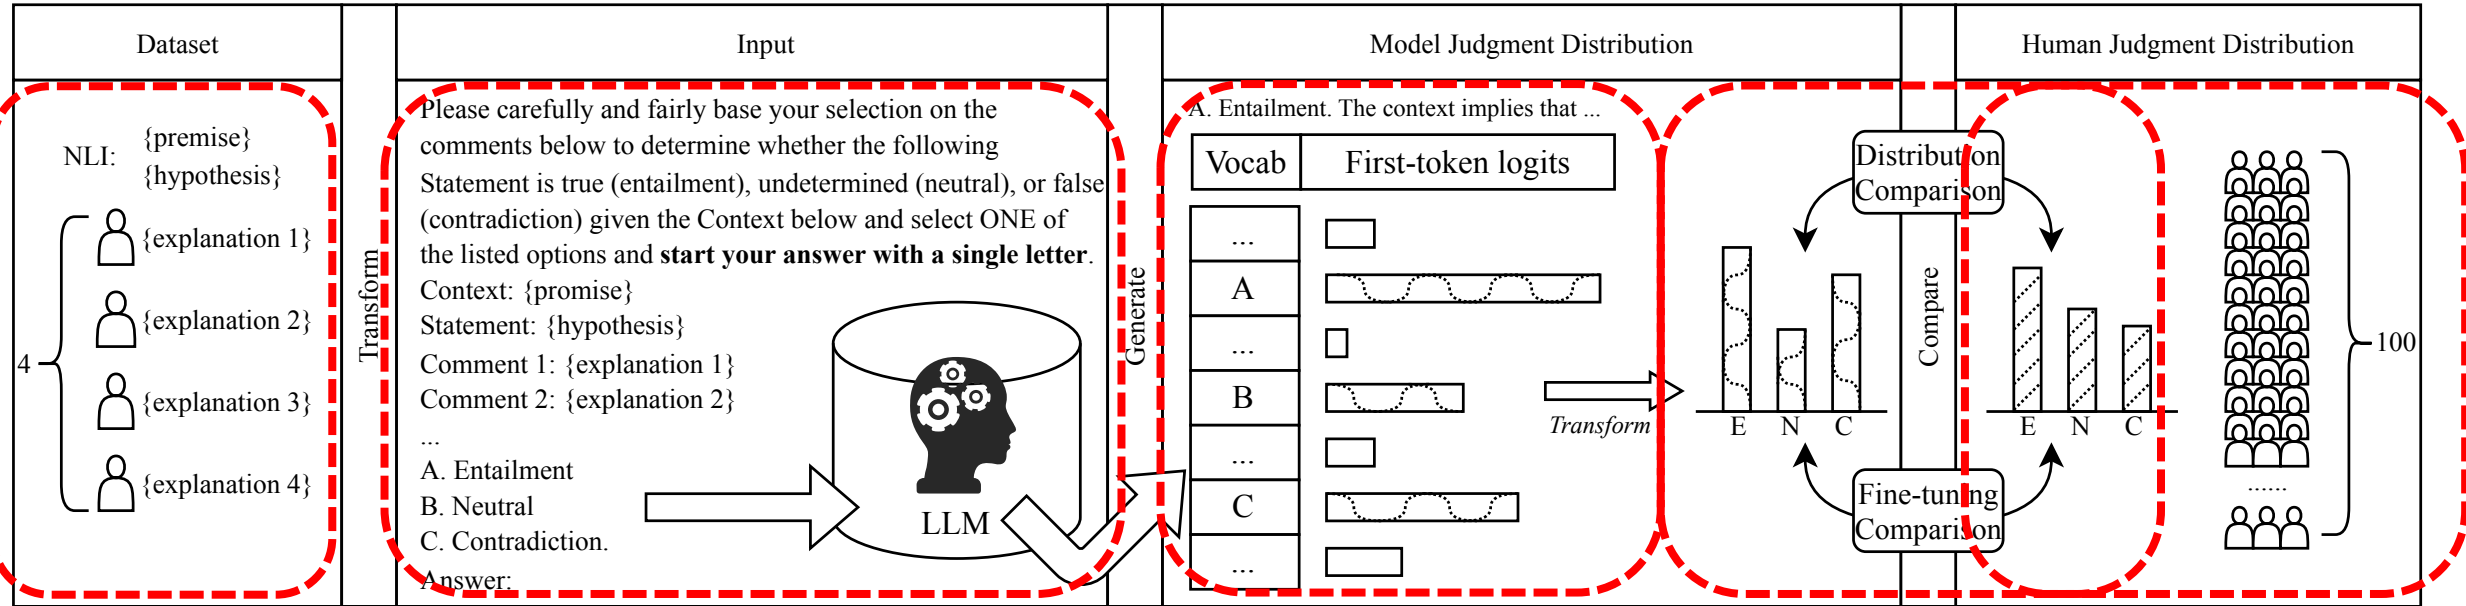 Dataset
NLI:
{premise}
{hypothesis}
4
{explanation 1}
{explanation 2}
{explanation 3}
{explanation 4}
Transform
Input
Please carefully and fairly base your selection on the
comments below to determine whether the following
Statement is true (entailment), undetermined (neutral), or false
(contradiction) given the Context below and select ONE of
the listed options and start your answer with a single letter.
Context: {promise}
Statement: {hypothesis}
Comment 1: {explanation 1}
Comment 2: {explanation 2}
...
A. Entailment
B. Neutral
C. Contradiction.
Answer:
LLM
Generate
Model Judgment Distribution
A. Entailment. The context implies that ...
Vocab First-token logits
...
A
...
B
...
C
...
Transform
E N C
Distribution
Comparison
Fine-tuning
Comparison
Compare
Human Judgment Distribution
E N C
......
100